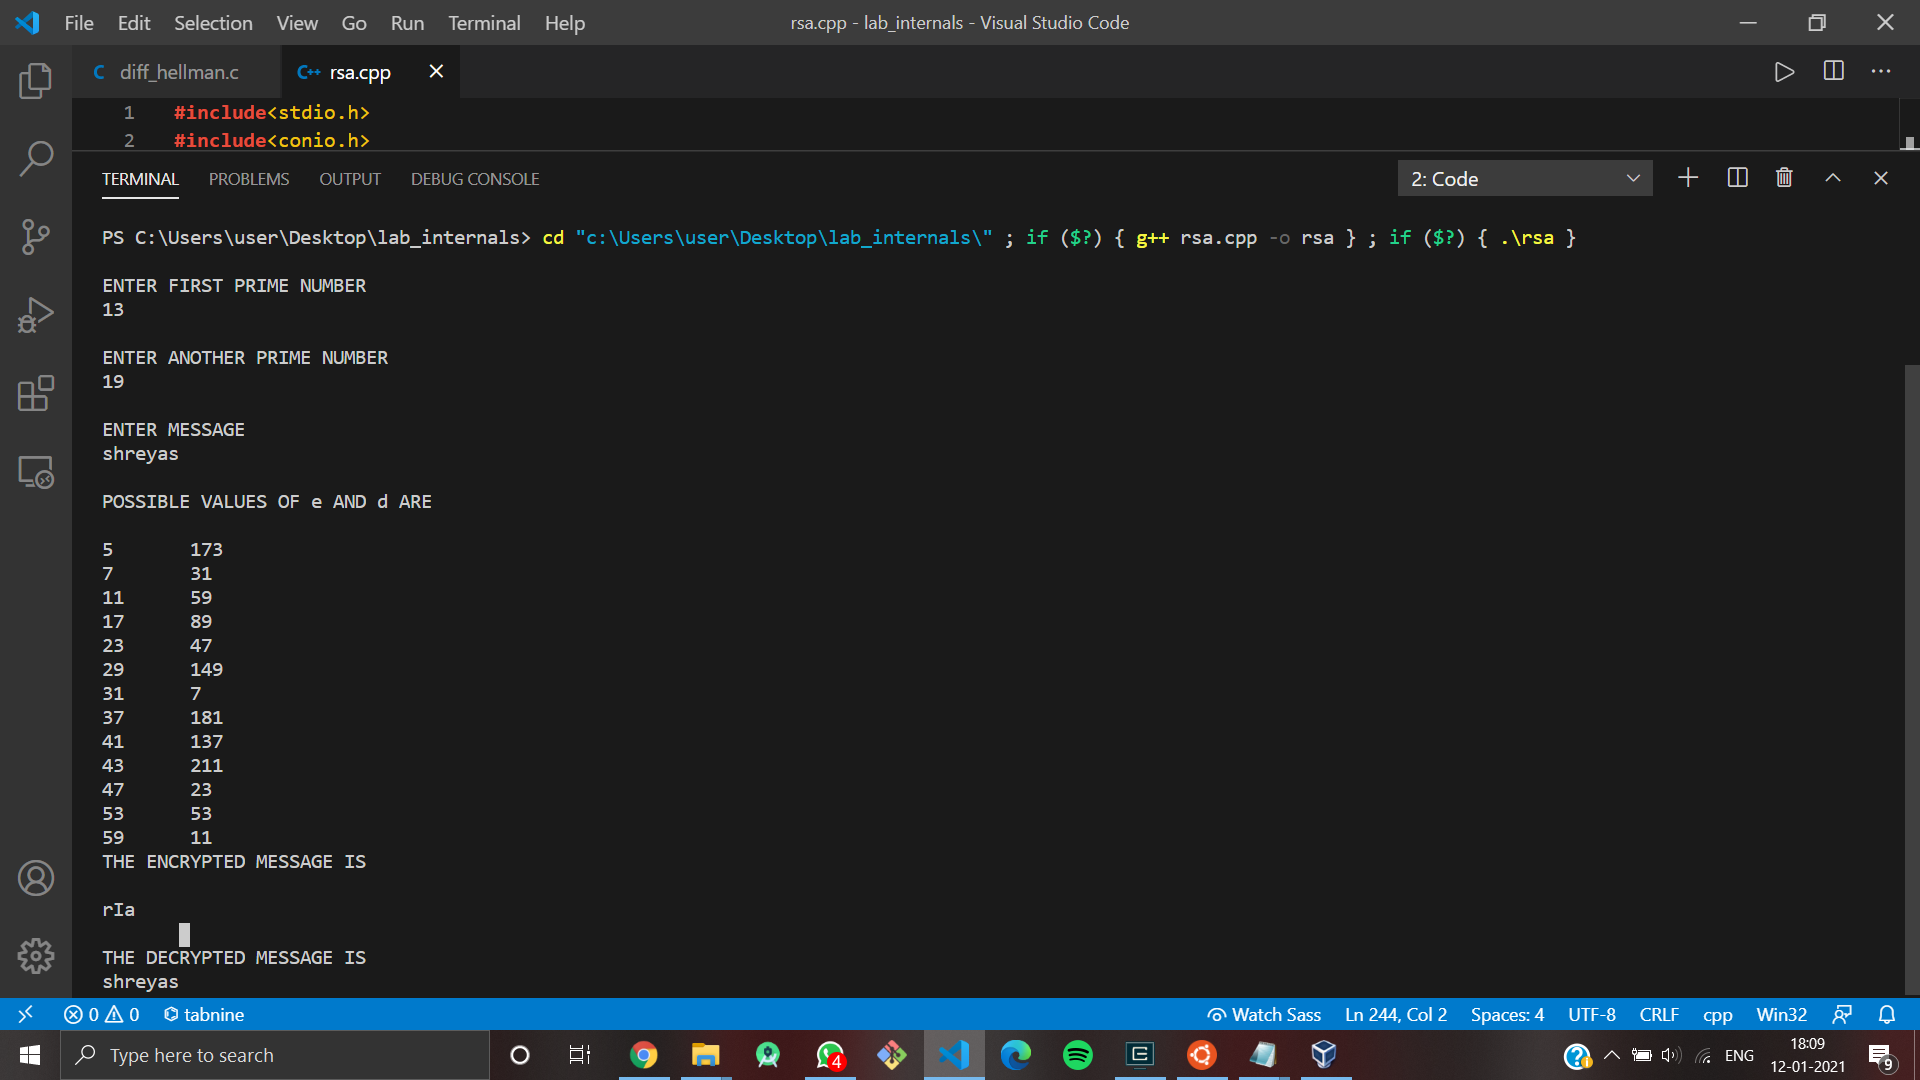 File Edit Selection View Go Run Terminal Help rsa.cpp - lab_internals - Visual Studio Code
C diff_hellman.c C++ rsa.cpp
1 #include<stdio.h>
2 #include<conio.h>
TERMINAL PROBLEMS OUTPUT DEBUG CONSOLE 2: Code
PS C:\Users\user\Desktop\lab_internals> cd "c:\Users\user\Desktop\lab_internals\" ; if ($?) { g++ rsa.cpp -o rsa } ; if ($?) { .\rsa }
ENTER FIRST PRIME NUMBER
13
ENTER ANOTHER PRIME NUMBER
19
ENTER MESSAGE
shreyas
POSSIBLE VALUES OF e AND d ARE
5 173
7 31
11 59
17 89
23 47
29 149
31 7
37 181
41 137
43 211
47 23
53 53
59 11
THE ENCRYPTED MESSAGE IS
rIa
THE DECRYPTED MESSAGE IS
shreyas
0 0 tabnine Watch Sass Ln 244, Col 2 Spaces: 4 UTF-8 CRLF cpp Win32
Type here to search 4 ENG 18:09
12-01-2021 9